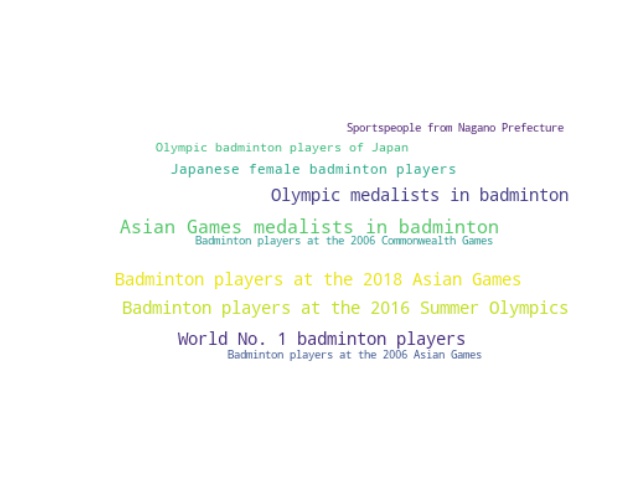 Sportspeople from Nagano Prefecture
Olympic badminton players of Japan
Japanese female badminton players
Olympic medalists in badminton
Asian Games medalists in badminton
Badminton players at the 2006 Commonwealth Games
Badminton players at the 2018 Asian Games
Badminton players at the 2016 Summer Olympics
World No. 1 badminton players
Badminton players at the 2006 Asian Games